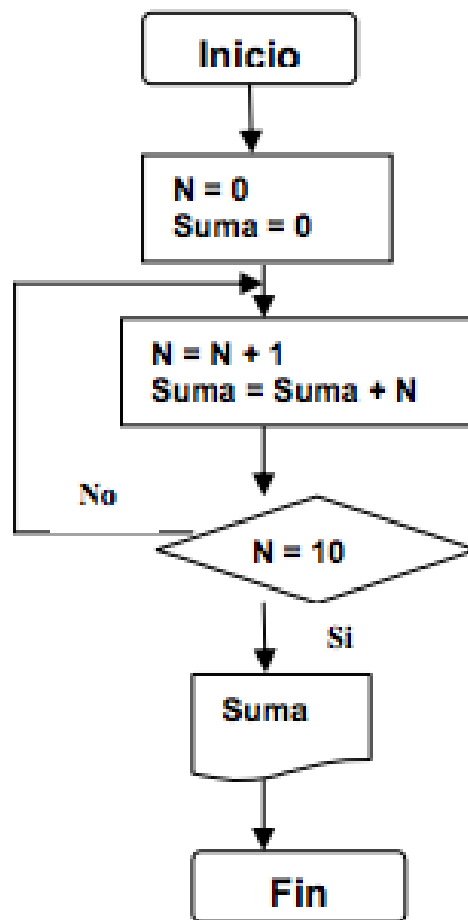 Inicio
N = 0
Suma = 0
N = N + 1
Suma = Suma + N
No
N = 10
Si
Suma
Fin